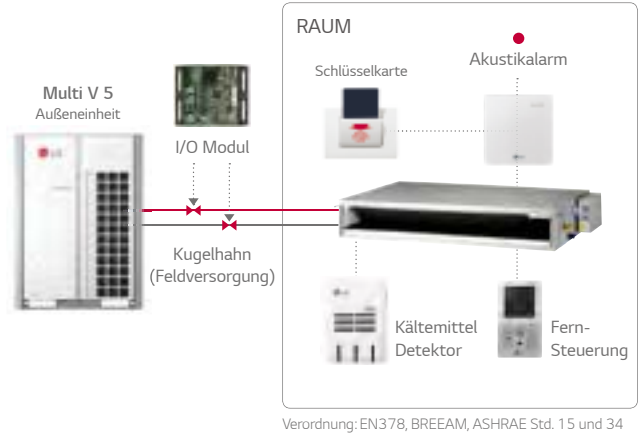 RAUM
Schlüsselkarte
Akustikalarm
Multi V 5
Außeneinheit
LG
I/O Modul
Kugelhahn
(Feldversorgung)
Kältemittel
Detektor
Fern-
Steuerung
Verordnung: EN378, BREEAM, ASHRAE Std. 15 und 34